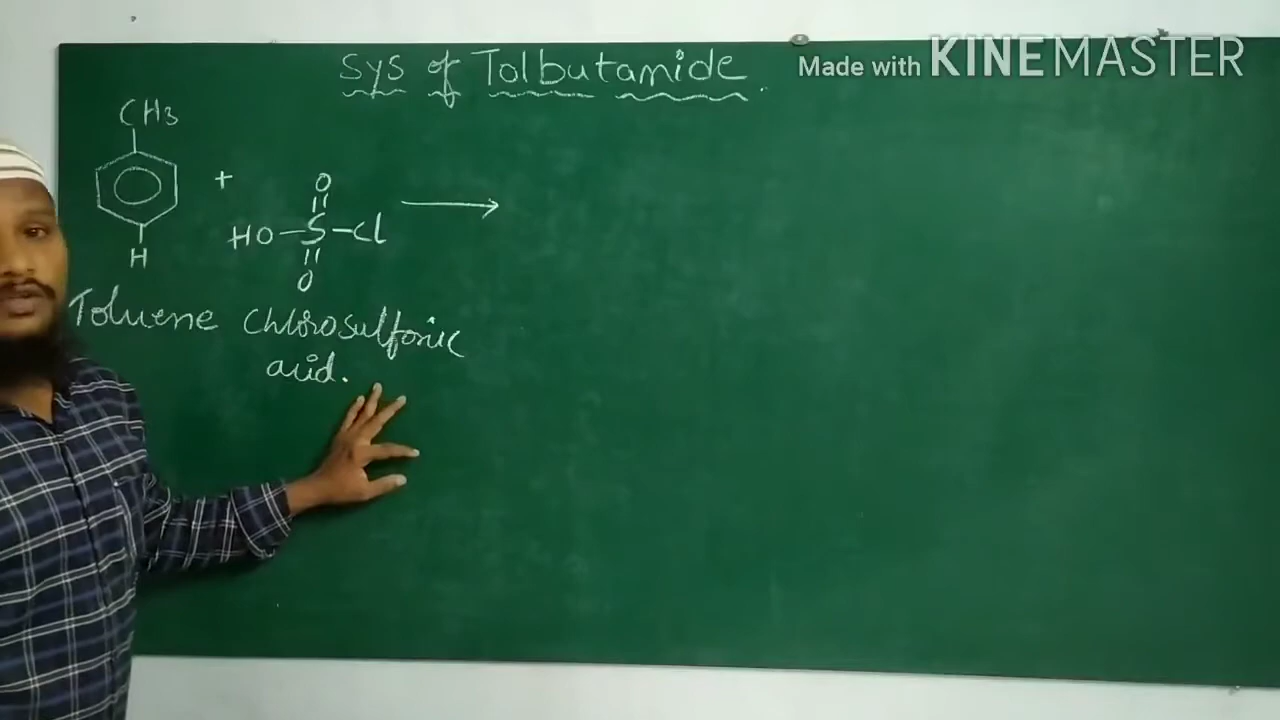 Sys of Tolbutamide.
Made with KINEMASTER
CH3
+
O
HO-S-Cl
O
H
Toluene Chlorosulfonic
acid.